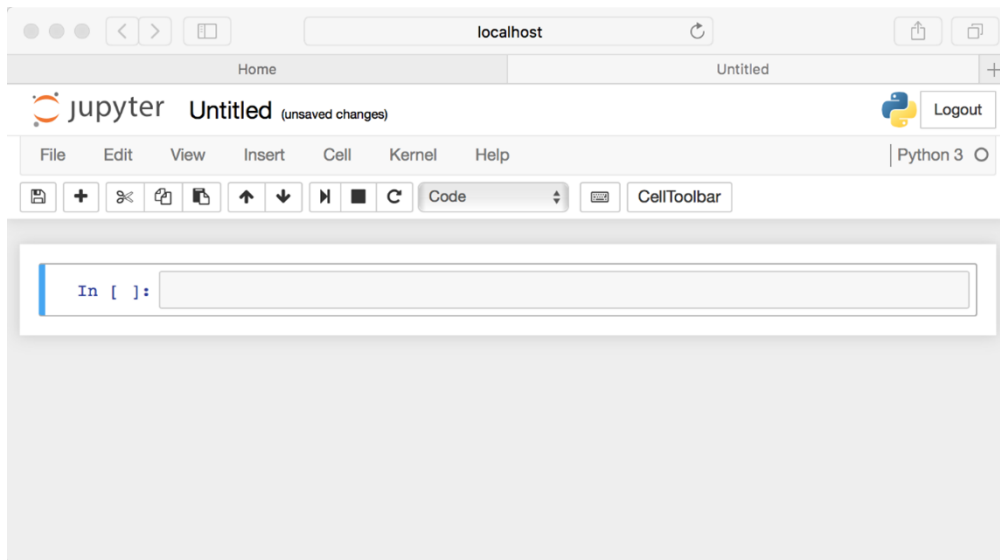 localhost
Home Untitled +
jupyter Untitled (unsaved changes) Logout
File Edit View Insert Cell Kernel Help Python 3
Code CellToolbar
In [ ]: